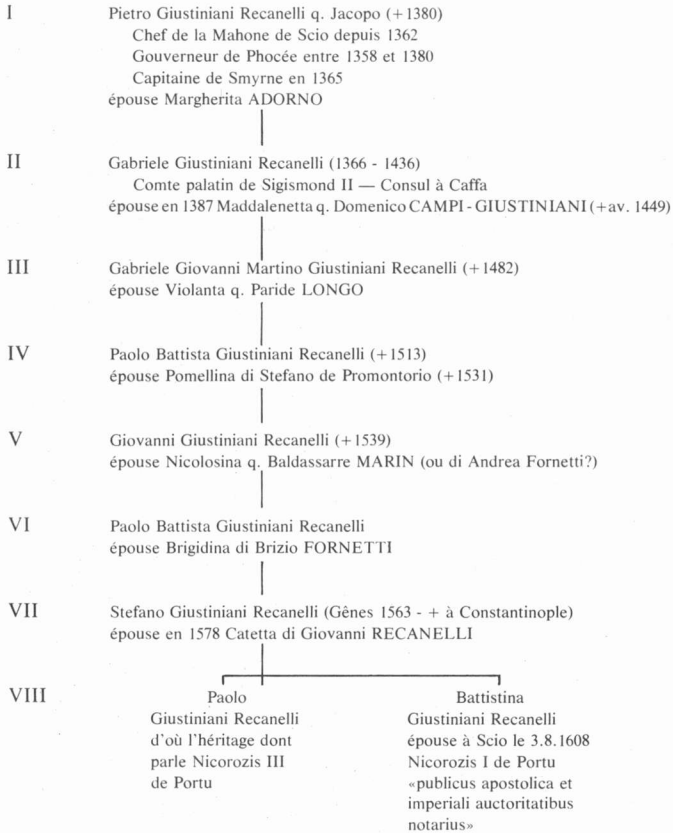 I Pietro Giustiniani Recanelli q. Jacopo (+1380)
Chef de la Mahone de Scio depuis 1362
Gouverneur de Phocée entre 1358 et 1380
Capitaine de Smyrne en 1365
épouse Margherita ADORNO
II Gabriele Giustiniani Recanelli (1366 - 1436)
Comte palatin de Sigismond II — Consul à Caffa
épouse en 1387 Maddalenetta q. Domenico CAMPI - GIUSTINIANI (+av. 1449)
III Gabriele Giovanni Martino Giustiniani Recanelli (+1482)
épouse Violanta q. Paride LONGO
IV Paolo Battista Giustiniani Recanelli (+1513)
épouse Pomellina di Stefano de Promontorio (+1531)
V Giovanni Giustiniani Recanelli (+1539)
épouse Nicolosina q. Baldassarre MARIN (ou di Andrea Fornetti?)
VI Paolo Battista Giustiniani Recanelli
épouse Brigidina di Brizio FORNETTI
VII Stefano Giustiniani Recanelli (Gênes 1563 - + à Constantinople)
épouse en 1578 Catetta di Giovanni RECANELLI
VIII
Paolo
Giustiniani Recanelli
d'où l'héritage dont
parle Nicorozis III
de Portu
Battistina
Giustiniani Recanelli
épouse à Scio le 3.8.1608
Nicorozis I de Portu
«publicus apostolica et
imperiali auctoritatibus
notarius»